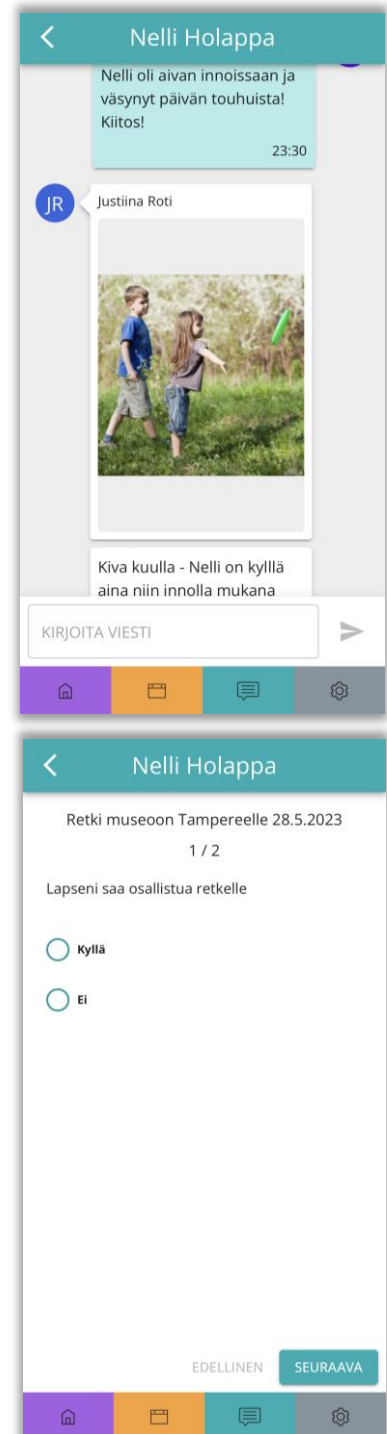 Nelli Holappa
Nelli oli aivan innoissaan ja
väsynyt päivän touhuista!
Kiitos!
23:30
JR
Justiina Roti
Kiva kuulla - Nelli on kylllä
aina niin innolla mukana
KIRJOITA VIESTI
Nelli Holappa
Retki museoon Tampereelle 28.5.2023
1 / 2
Lapseni saa osallistua retkelle
Kyllä
Ei
EDELLINEN
SEURAAVA